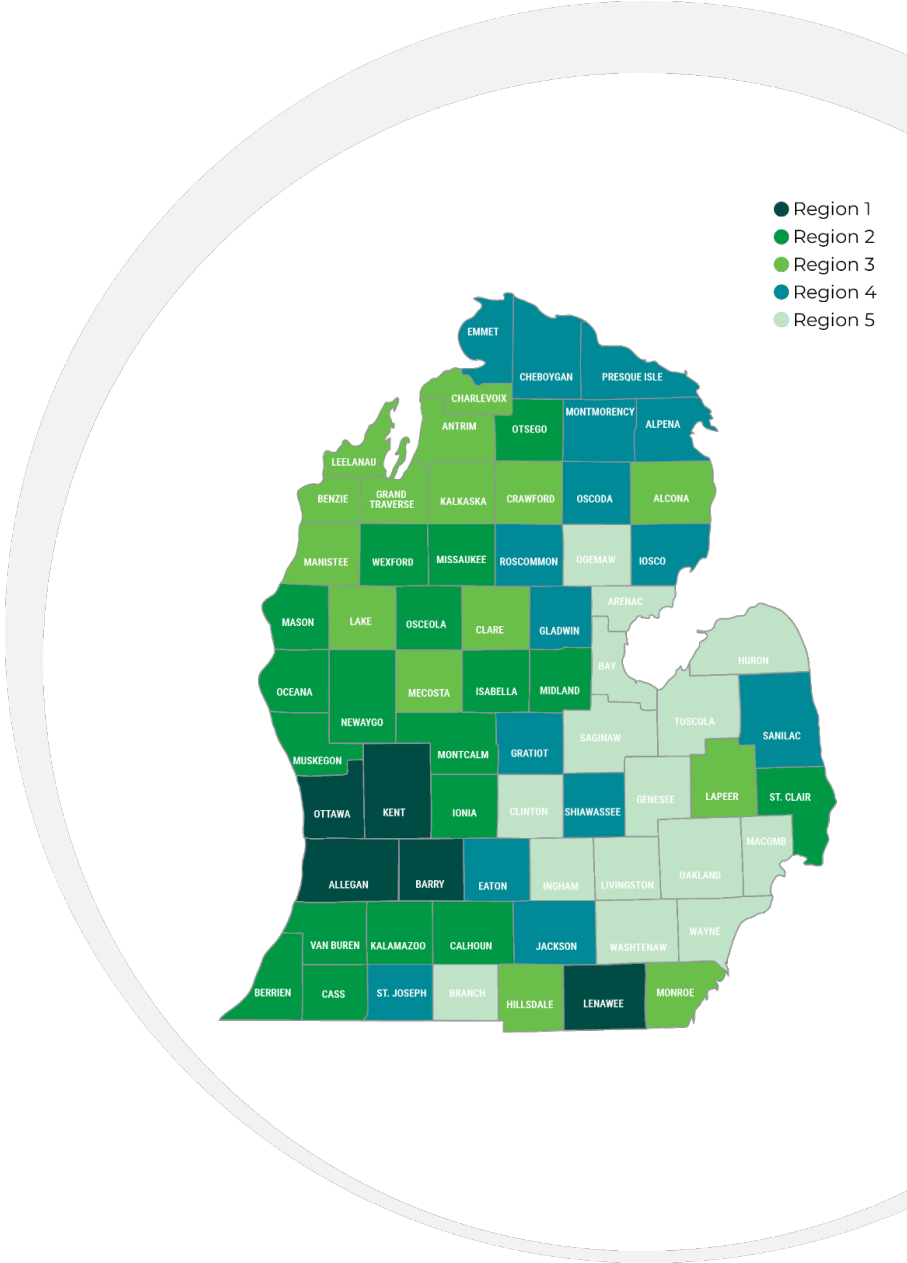 Region 1
Region 2
Region 3
Region 4
Region 5
EMMET
CHEBOYGAN
PRESQUE ISLE
CHARLEVOIX
MONTMORENCY
ANTRIM
OTSEGO
ALPENA
LEELANAU
BENZIE
GRAND
TRAVERSE
KALKASKA
CRAWFORD
OSCODA
ALCONA
MANISTEE
WEXFORD
MISSAUKEE
ROSCOMMON
OGEMAW
IOSCO
ARENAC
MASON
LAKE
OSCEOLA
CLARE
GLADWIN
BAY
HURON
OCEANA
NEWAYGO
MECOSTA
ISABELLA
MIDLAND
TUSCOLA
SANILAC
MUSKEGON
MONTCALM
GRATIOT
SAGINAW
OTTAWA
KENT
IONIA
CLINTON
SHIAWASSEE
GENESEE
LAPEER
ST. CLAIR
ALLEGAN
BARRY
EATON
INGHAM
LIVINGSTON
OAKLAND
MACOMB
VAN BUREN
KALAMAZOO
CALHOUN
JACKSON
WASHTENAW
WAYNE
BERRIEN
CASS
ST. JOSEPH
BRANCH
HILLSDALE
LENAWEE
MONROE